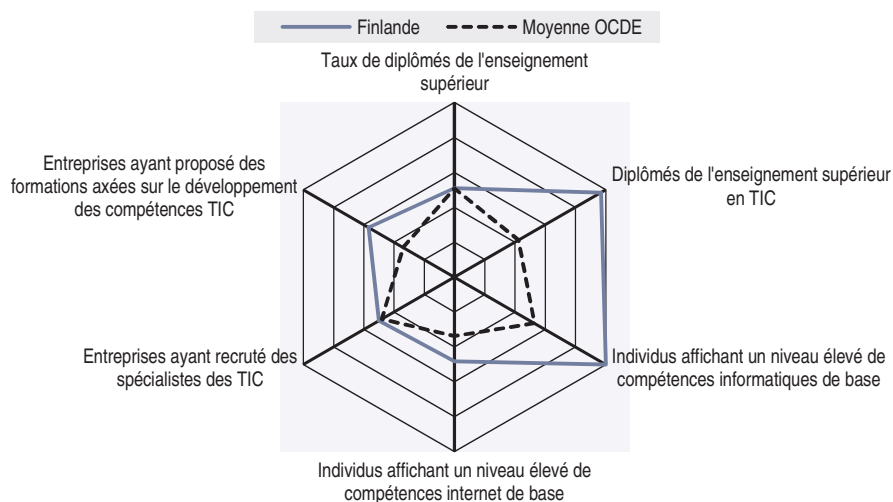 Finlande
Moyenne OCDE
Taux de diplômés de l'enseignement
supérieur
Entreprises ayant proposé des
formations axées sur le développement
des compétences TIC
Diplômés de l'enseignement supérieur
en TIC
Entreprises ayant recruté des
spécialistes des TIC
Individus affichant un niveau élevé de
compétences informatiques de base
Individus affichant un niveau élevé de
compétences internet de base